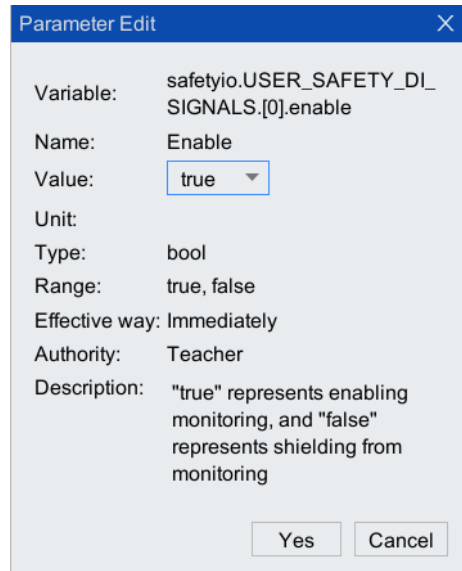 Parameter Edit
Variable: safetyio.USER_SAFETY_DI_
SIGNALS.[0].enable
Name: Enable
Value: true
Unit:
Type: bool
Range: true, false
Effective way: Immediately
Authority: Teacher
Description: "true" represents enabling
monitoring, and "false"
represents shielding from
monitoring
Yes Cancel